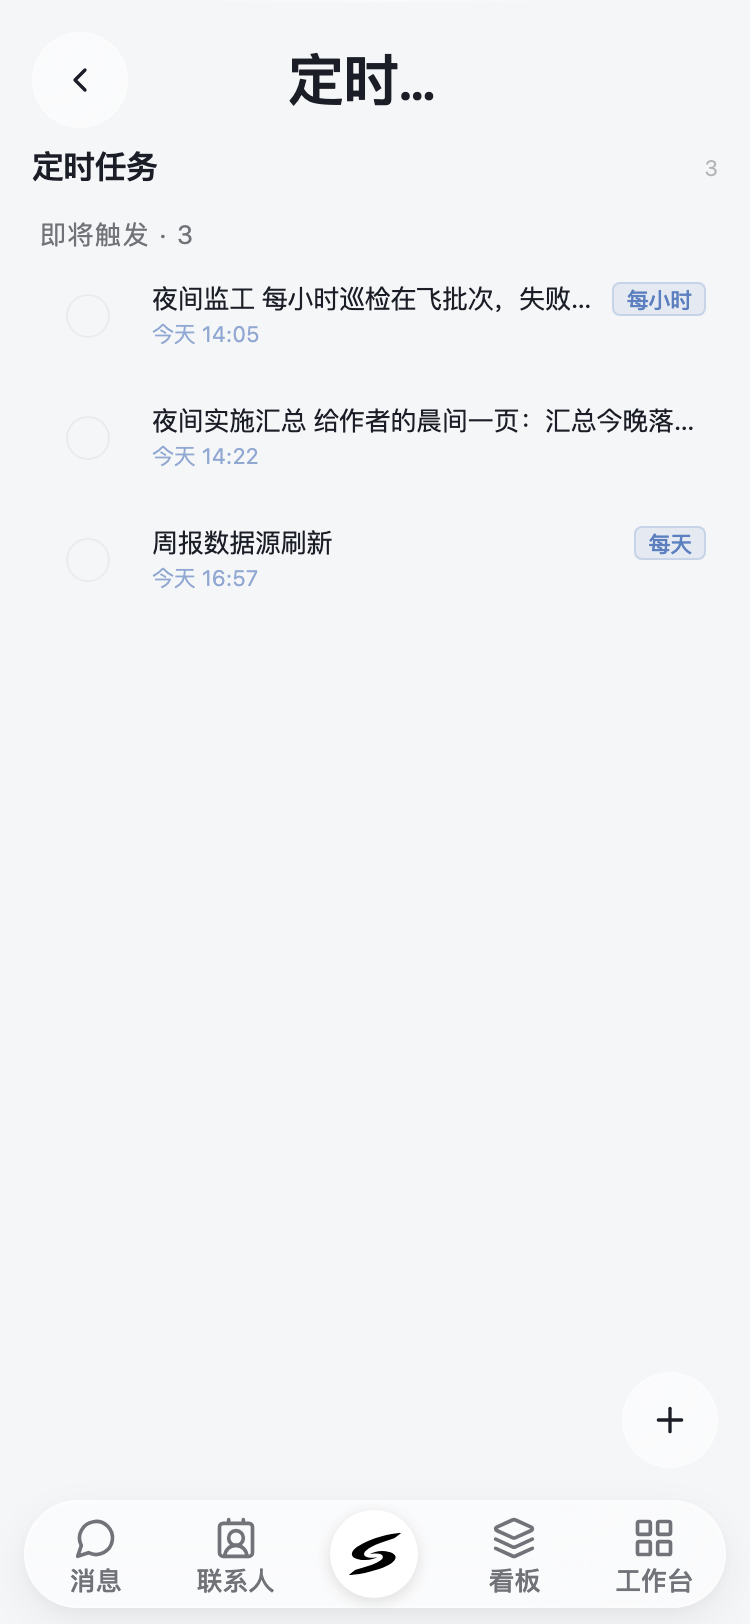 定时...
定时任务
3
即将触发 · 3
夜间监工 每小时巡检在飞批次，失败...
每小时
今天 14:05
夜间实施汇总 给作者的晨间一页：汇总今晚落...
今天 14:22
周报数据源刷新
每天
今天 16:57
消息
联系人
看板
工作台